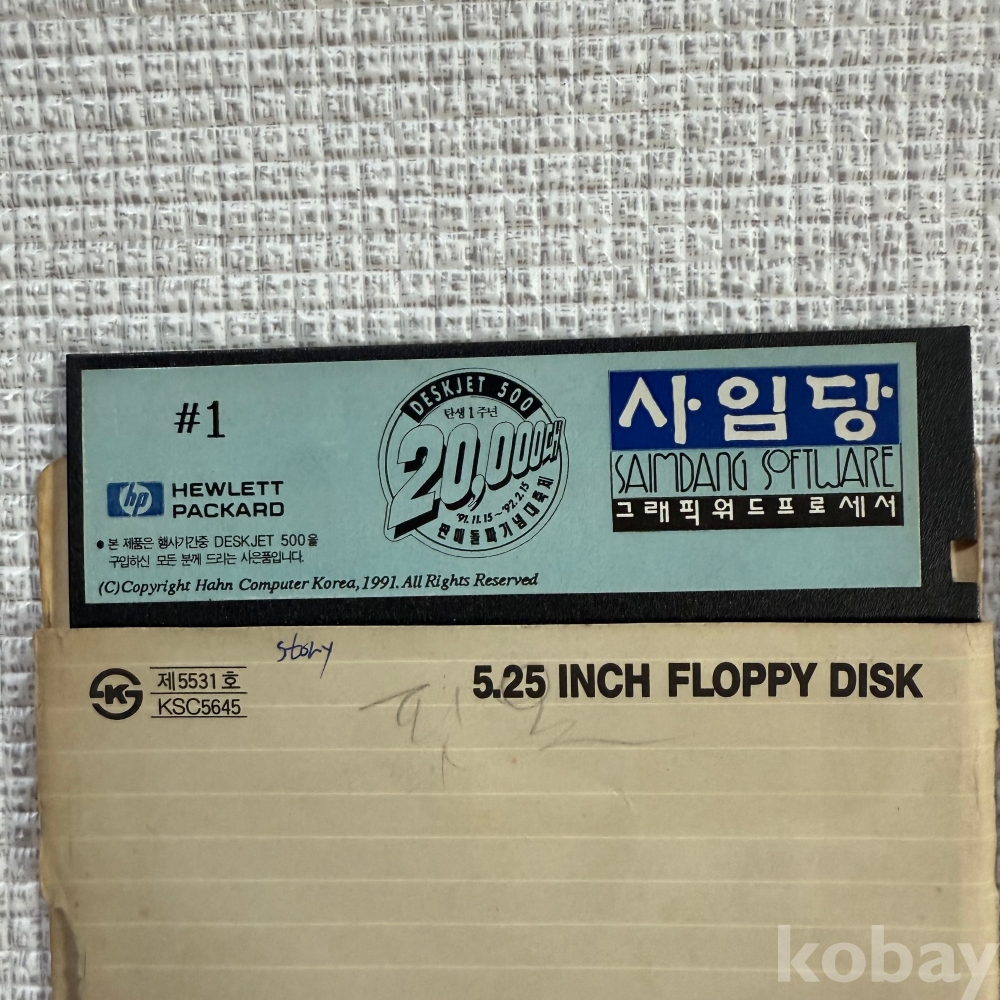 #1
hp HEWLETT
PACKARD
● 본 제품은 행사기간중 DESKJET 500을
구입하신 모든 분께 드리는 사은품입니다.
(C)Copyright Hahn Computer Korea, 1991. All Rights Reserved
DESKJET 500
탄생 1주년
20,000대
'91.11.15~'92.2.15
판매돌파기념대축제
사임당
SAIMDANG SOFTWARE
그래픽워드프로세서
story
K 제5531호
KSC5645
5.25 INCH FLOPPY DISK
kobay